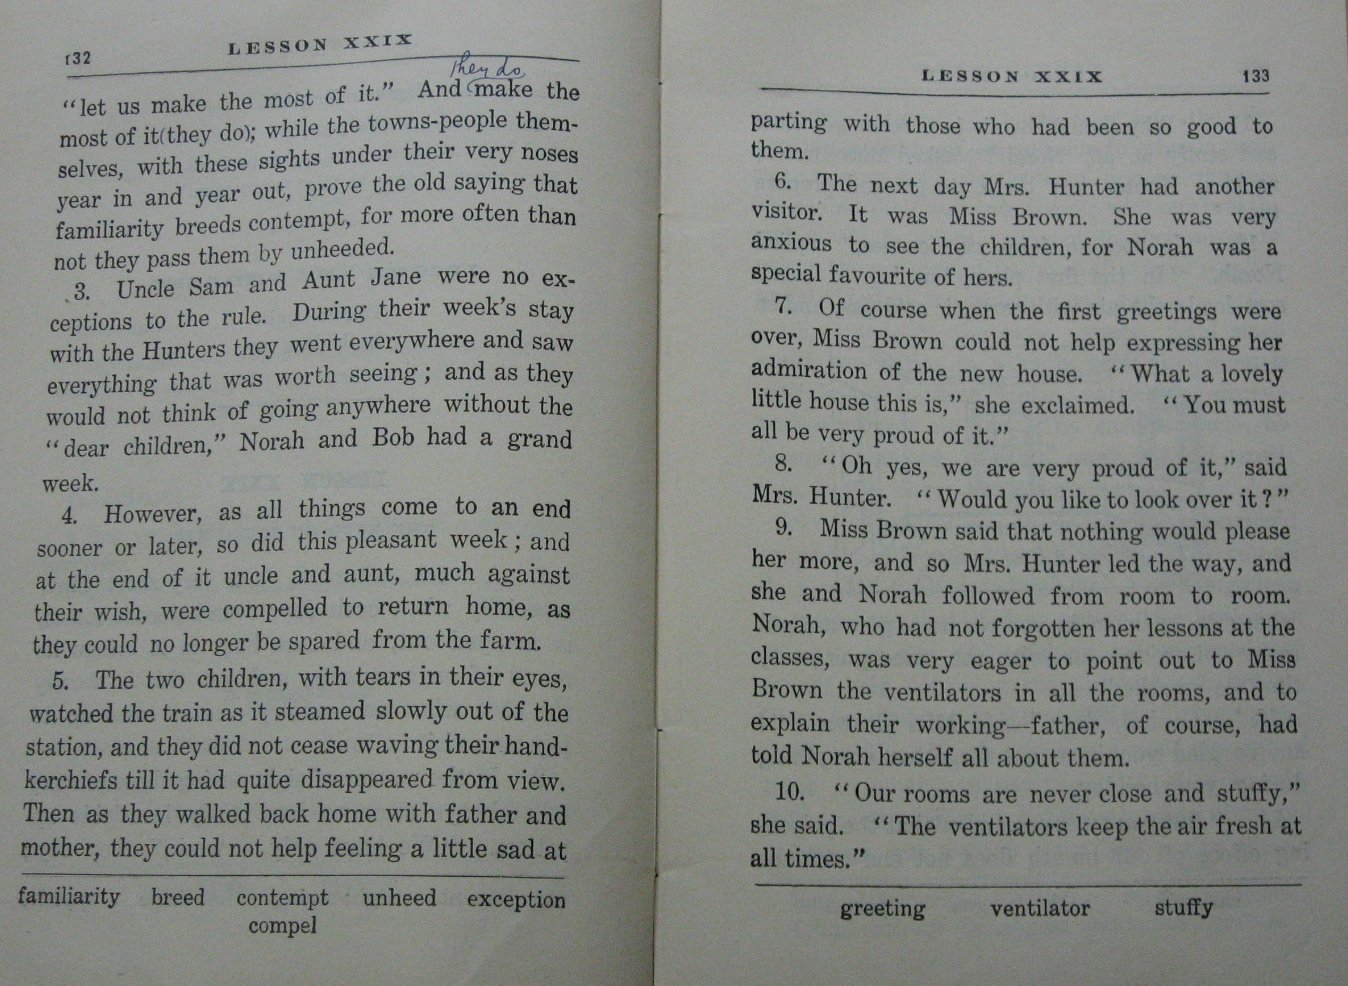 132
LESSON XXIX
they do
"let us make the most of it." And make the
most of it(they do); while the towns-people them-
selves, with these sights under their very noses
year in and year out, prove the old saying that
familiarity breeds contempt, for more often than
not they pass them by unheeded.
3. Uncle Sam and Aunt Jane were no ex-
ceptions to the rule. During their week's stay
with the Hunters they went everywhere and saw
everything that was worth seeing; and as they
would not think of going anywhere without the
"dear children," Norah and Bob had a grand
week.
4. However, as all things come to an end
sooner or later, so did this pleasant week; and
at the end of it uncle and aunt, much against
their wish, were compelled to return home, as
they could no longer be spared from the farm.
5. The two children, with tears in their eyes,
watched the train as it steamed slowly out of the
station, and they did not cease waving their hand-
kerchiefs till it had quite disappeared from view.
Then as they walked back home with father and
mother, they could not help feeling a little sad at
familiarity breed contempt unheed exception
compel
LESSON XXIX
133
parting with those who had been so good to
them.
6. The next day Mrs. Hunter had another
visitor. It was Miss Brown. She was very
anxious to see the children, for Norah was a
special favourite of hers.
7. Of course when the first greetings were
over, Miss Brown could not help expressing her
admiration of the new house. "What a lovely
little house this is," she exclaimed. "You must
all be very proud of it."
8. "Oh yes, we are very proud of it," said
Mrs. Hunter. "Would you like to look over it?"
9. Miss Brown said that nothing would please
her more, and so Mrs. Hunter led the way, and
she and Norah followed from room to room.
Norah, who had not forgotten her lessons at the
classes, was very eager to point out to Miss
Brown the ventilators in all the rooms, and to
explain their working—father, of course, had
told Norah herself all about them.
10. "Our rooms are never close and stuffy,"
she said. "The ventilators keep the air fresh at
all times."
greeting ventilator stuffy